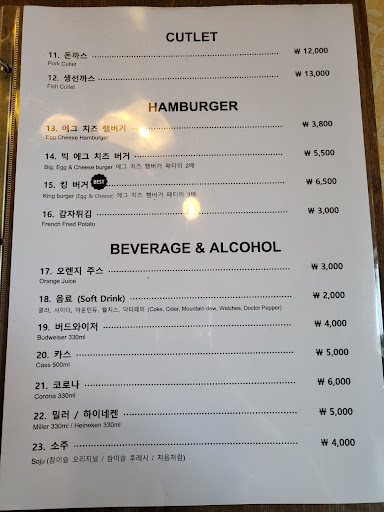 CUTLET
11. 돈까스 ₩ 12,000
Pork Cutlet
12. 생선까스 ₩ 13,000
Fish Cutlet
HAMBURGER
13. 에그 치즈 햄버거 ₩ 3,800
Egg Cheese Hamburger
14. 빅 에그 치즈 버거 ₩ 5,500
Big, Egg & Cheese burger 에그 치즈 햄버거 패티의 2배
15. 킹 버거 BEST ₩ 6,500
King burger (Egg & Cheese) 에그 치즈 햄버거 패티의 3배
16. 감자튀김 ₩ 3,000
French Fried Potato
BEVERAGE & ALCOHOL
17. 오렌지 주스 ₩ 3,000
Orange Juice
18. 음료 (Soft Drink) ₩ 2,000
콜라, 사이다, 마운틴듀, 웰치스, 닥터페퍼 (Coke, Cider, Mountain dow, Welches, Doctor Pepper)
19. 버드와이저 ₩ 4,000
Budweiser 330ml
20. 카스 ₩ 5,000
Cass 500ml
21. 코로나 ₩ 6,000
Corona 330ml
22. 밀러 / 하이네켄 ₩ 5,000
Miller 330ml / Heineken 330ml
23. 소주 ₩ 4,000
Soju (참이슬 오리지널 / 참이슬 후레시 / 처음처럼)